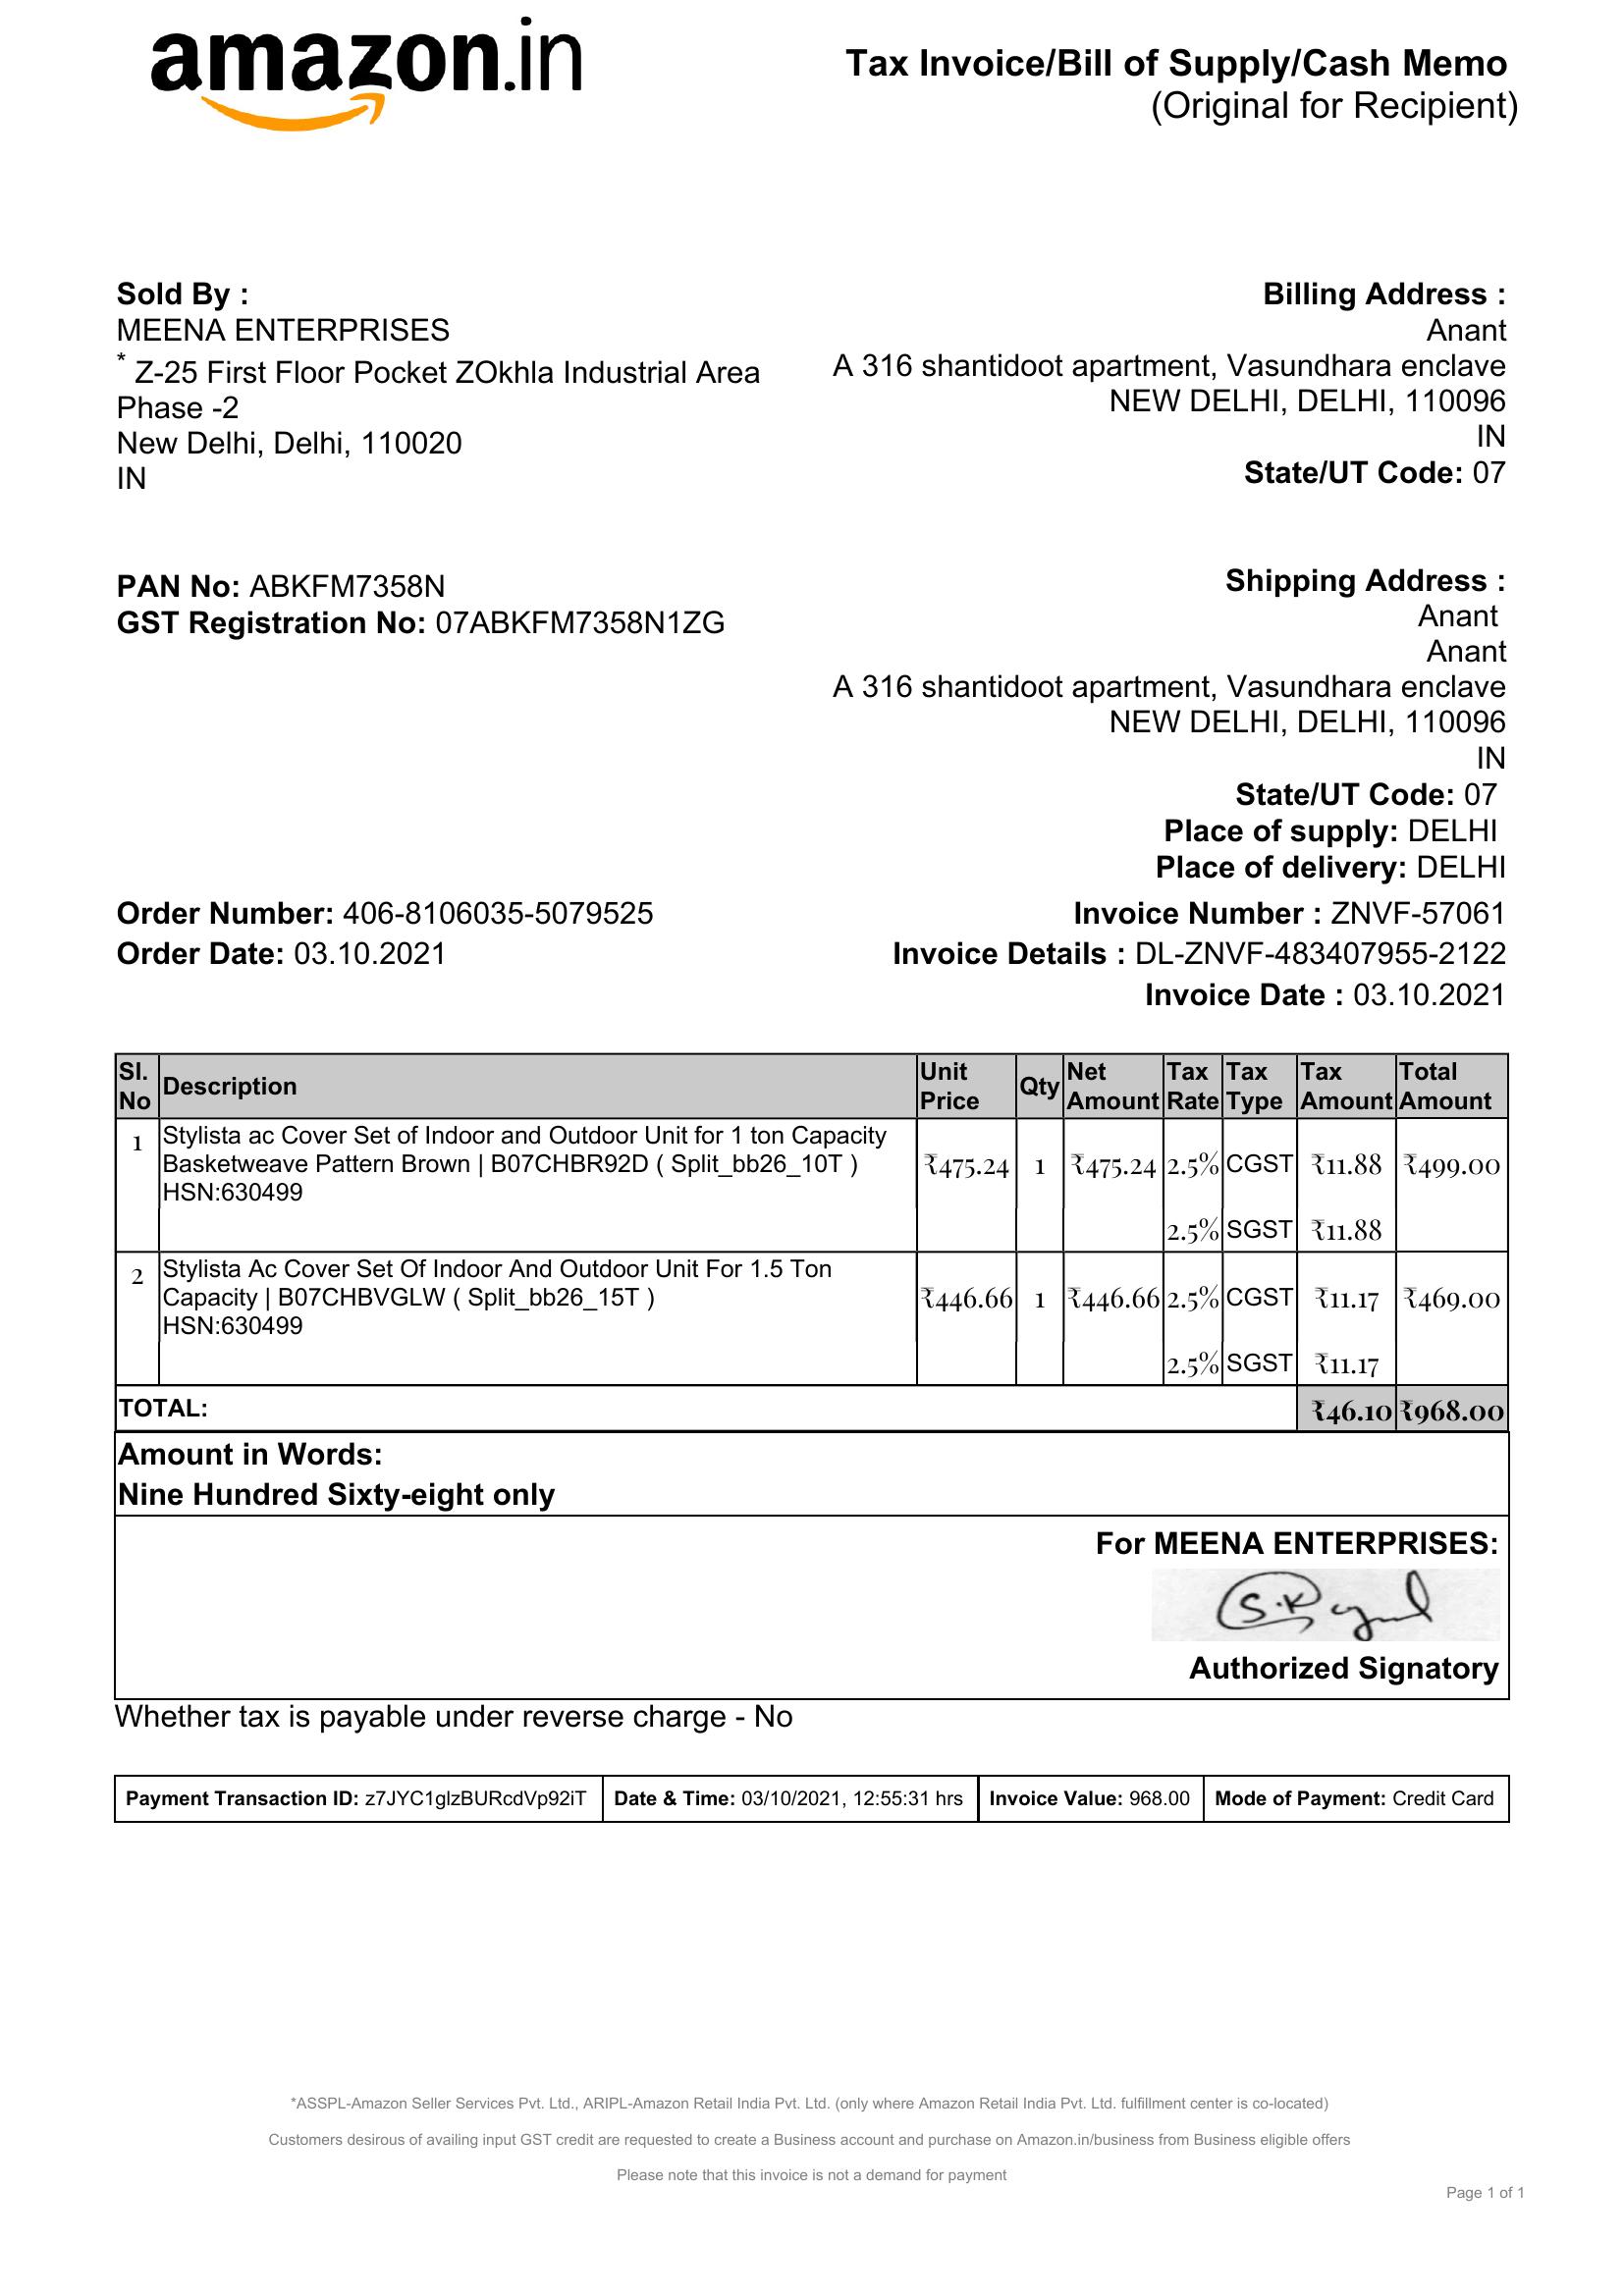 amazon.in
Tax Invoice/Bill of Supply/Cash Memo
(Original for Recipient)
Sold By :
MEENA ENTERPRISES
* Z-25 First Floor Pocket ZOkhla Industrial Area
Phase -2
New Delhi, Delhi, 110020
IN
Billing Address :
Anant
A 316 shantidoot apartment, Vasundhara enclave
NEW DELHI, DELHI, 110096
IN
State/UT Code: 07
PAN No: ABKFM7358N
GST Registration No: 07ABKFM7358N1ZG
Shipping Address :
Anant
Anant
A 316 shantidoot apartment, Vasundhara enclave
NEW DELHI, DELHI, 110096
IN
State/UT Code: 07
Place of supply: DELHI
Place of delivery: DELHI
Order Number: 406-8106035-5079525
Order Date: 03.10.2021
Invoice Number : ZNVF-57061
Invoice Details : DL-ZNVF-483407955-2122
Invoice Date : 03.10.2021
Sl. No Description Unit Price Qty Net Amount Tax Rate Tax Type Tax Amount Total Amount
1 Stylista ac Cover Set of Indoor and Outdoor Unit for 1 ton Capacity
Basketweave Pattern Brown | B07CHBR92D ( Split_bb26_10T ) ₹475.24 1 ₹475.24 2.5% CGST ₹11.88 ₹499.00
HSN:630499
2.5% SGST ₹11.88
2 Stylista Ac Cover Set Of Indoor And Outdoor Unit For 1.5 Ton
Capacity | B07CHBVGLW ( Split_bb26_15T ) ₹446.66 1 ₹446.66 2.5% CGST ₹11.17 ₹469.00
HSN:630499
2.5% SGST ₹11.17
TOTAL: ₹46.10 ₹968.00
Amount in Words:
Nine Hundred Sixty-eight only
For MEENA ENTERPRISES:
Authorized Signatory
Whether tax is payable under reverse charge - No
Payment Transaction ID: z7JYC1glzBURcdVp92iT Date & Time: 03/10/2021, 12:55:31 hrs Invoice Value: 968.00 Mode of Payment: Credit Card
*ASSPL-Amazon Seller Services Pvt. Ltd., ARIPL-Amazon Retail India Pvt. Ltd. (only where Amazon Retail India Pvt. Ltd. fulfillment center is co-located)
Customers desirous of availing input GST credit are requested to create a Business account and purchase on Amazon.in/business from Business eligible offers
Please note that this invoice is not a demand for payment
Page 1 of 1